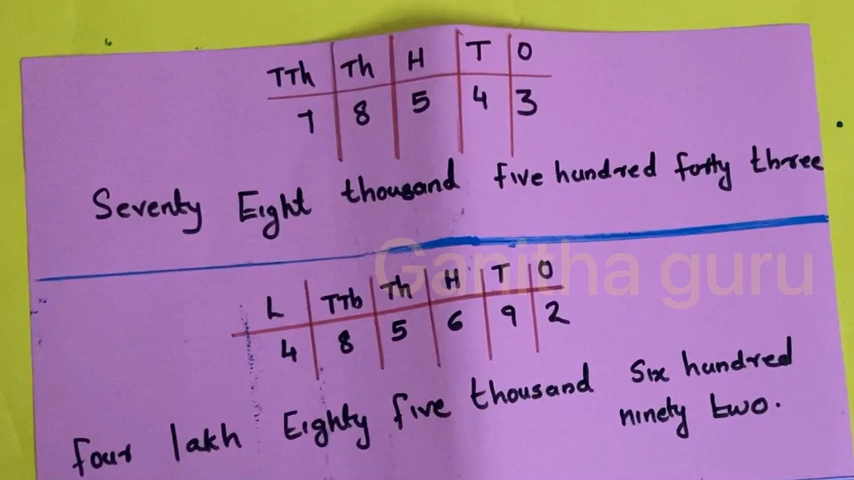 TTh Th H T O
7 8 5 4 3
Seventy Eight thousand five hundred forty three
Ganitha guru
L TTh Th H T O
4 8 5 6 9 2
four lakh Eighty five thousand Six hundred
ninety two.